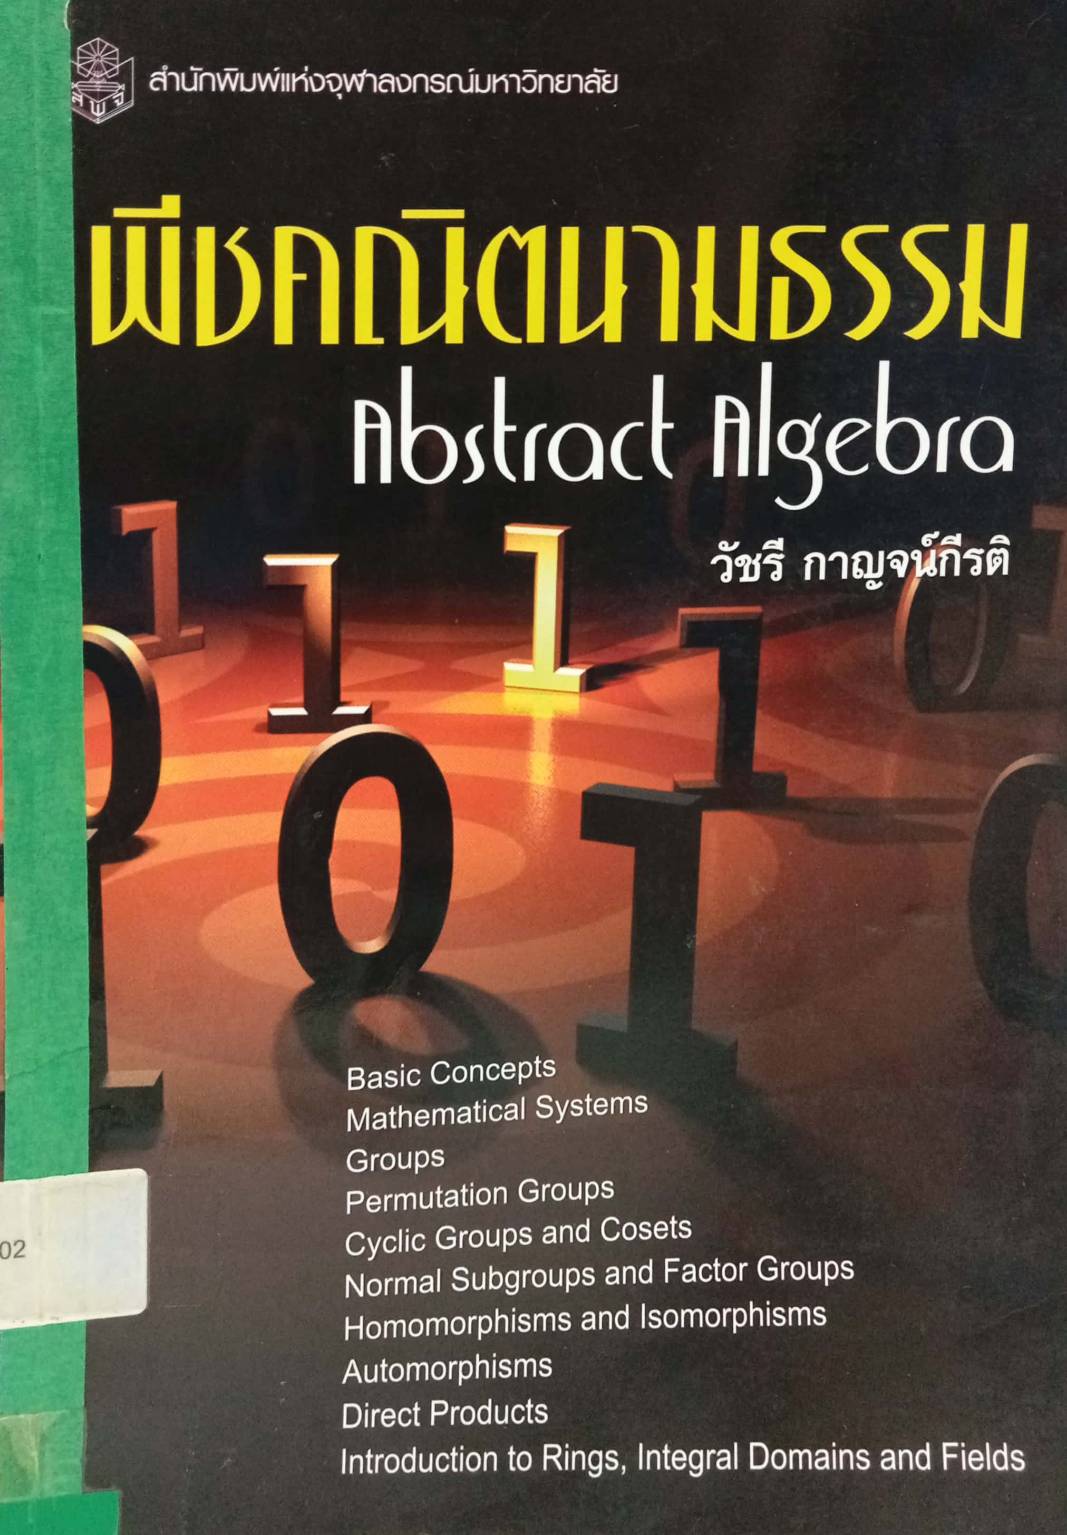 สำนักพิมพ์แห่งจุฬาลงกรณ์มหาวิทยาลัย
สพจ
พีชคณิตนามธรรม
Abstract Algebra
วัชรี กาญจน์กีรติ
Basic Concepts
Mathematical Systems
Groups
Permutation Groups
Cyclic Groups and Cosets
Normal Subgroups and Factor Groups
Homomorphisms and Isomorphisms
Automorphisms
Direct Products
Introduction to Rings, Integral Domains and Fields
02